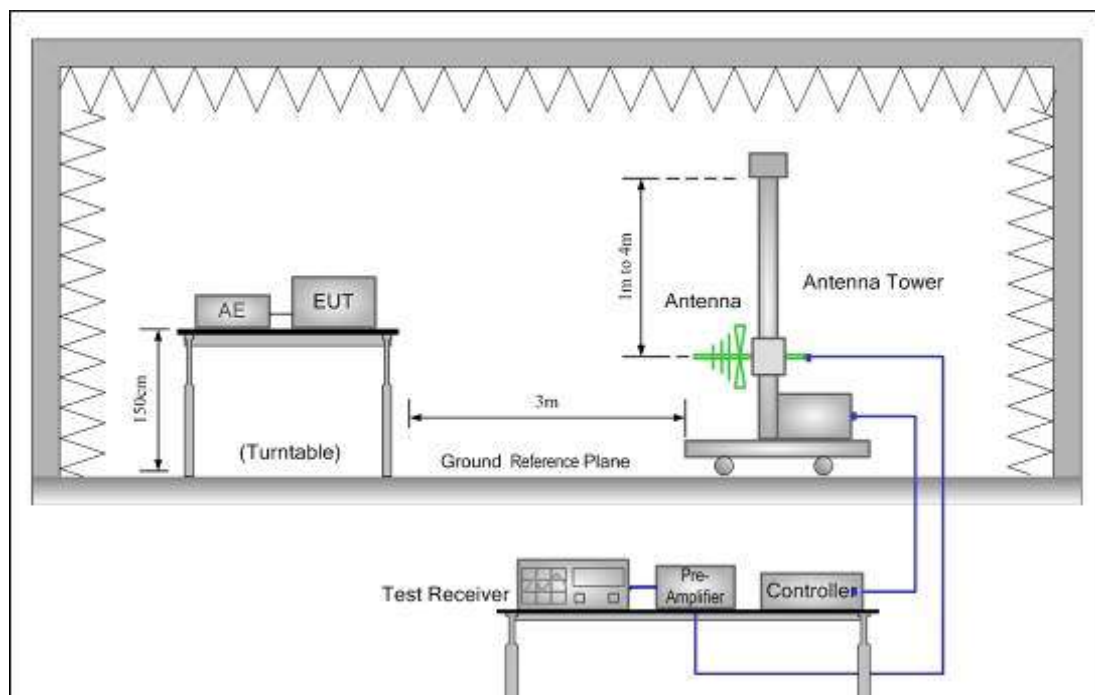 1m to 4m
Antenna
Antenna Tower
AE
EUT
150cm
3m
(Turntable)
Ground Reference Plane
Test Receiver
Pre-
Amplifier
Controller